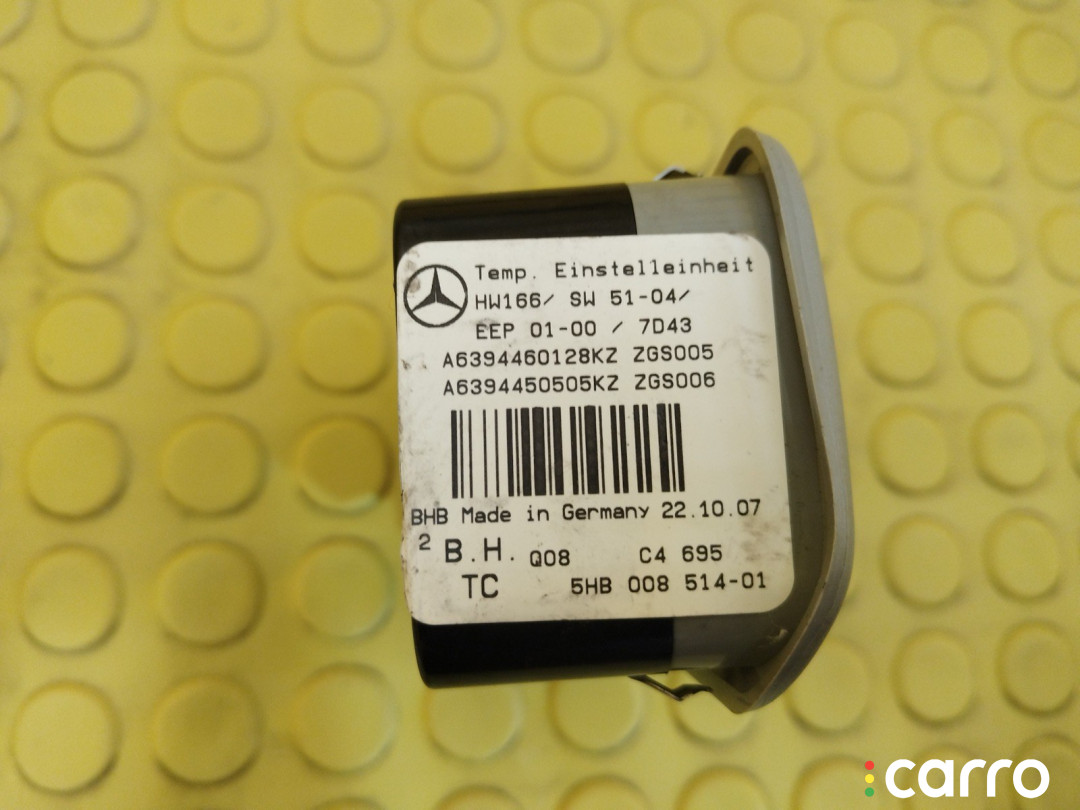 Temp. Einstelleinheit
HW166/ SW 51-04/
EEP 01-00 / 7D43
A6394460128KZ ZGS005
A6394450505KZ ZGS006
BHB Made in Germany 22.10.07
2 B.H. Q08 C4 695
TC 5HB 008 514-01
carro